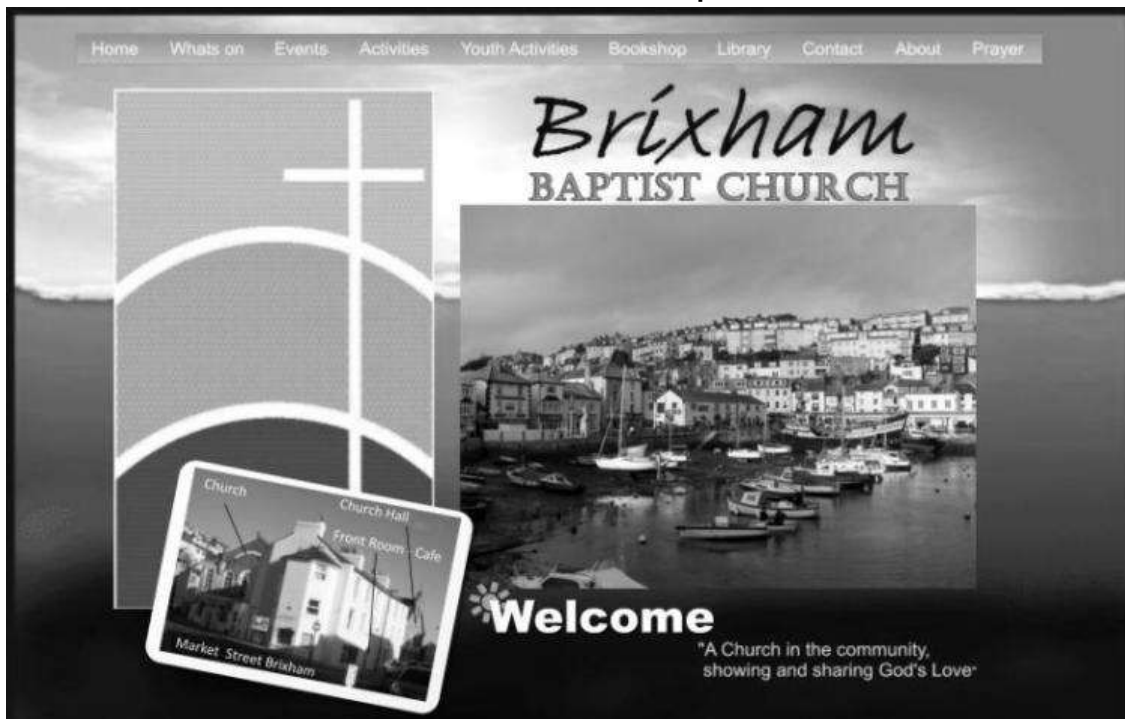 Home Whats on Events Activities Youth Activities Bookshop Library Contact About Prayer
Brixham
BAPTIST CHURCH
Church
Church Hall
Front Room - Cafe
Market Street Brixham
Welcome
"A Church in the community,
showing and sharing God's Love"